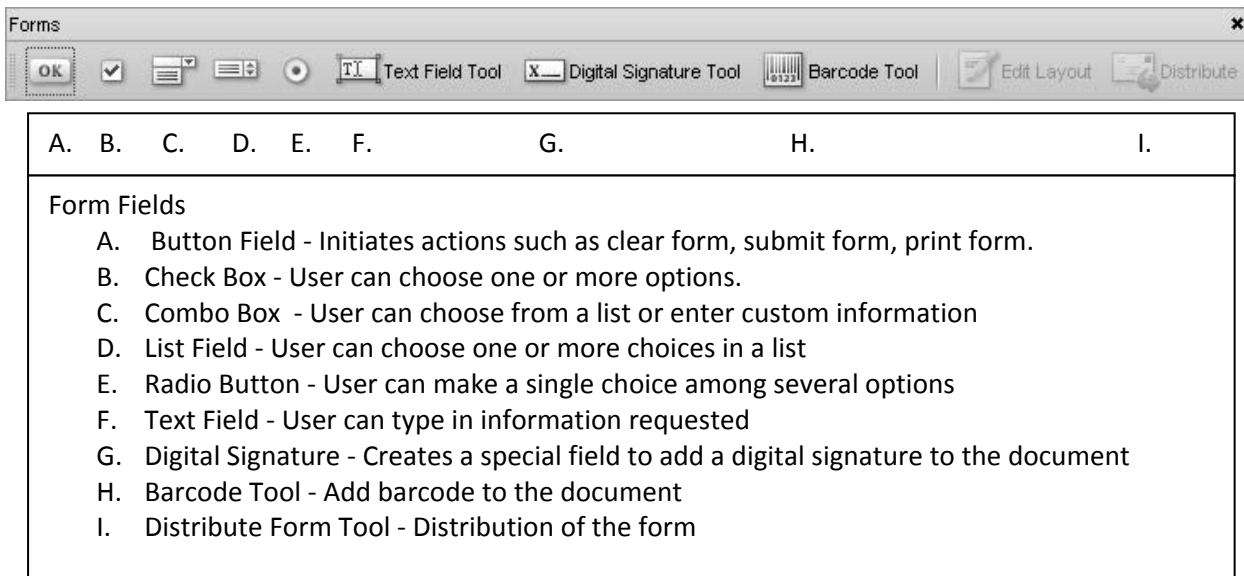 Forms
OK Text Field Tool X Digital Signature Tool 0123 Barcode Tool Edit Layout Distribute
A. B. C. D. E. F. G. H. I.
Form Fields
A. Button Field - Initiates actions such as clear form, submit form, print form.
B. Check Box - User can choose one or more options.
C. Combo Box - User can choose from a list or enter custom information
D. List Field - User can choose one or more choices in a list
E. Radio Button - User can make a single choice among several options
F. Text Field - User can type in information requested
G. Digital Signature - Creates a special field to add a digital signature to the document
H. Barcode Tool - Add barcode to the document
I. Distribute Form Tool - Distribution of the form